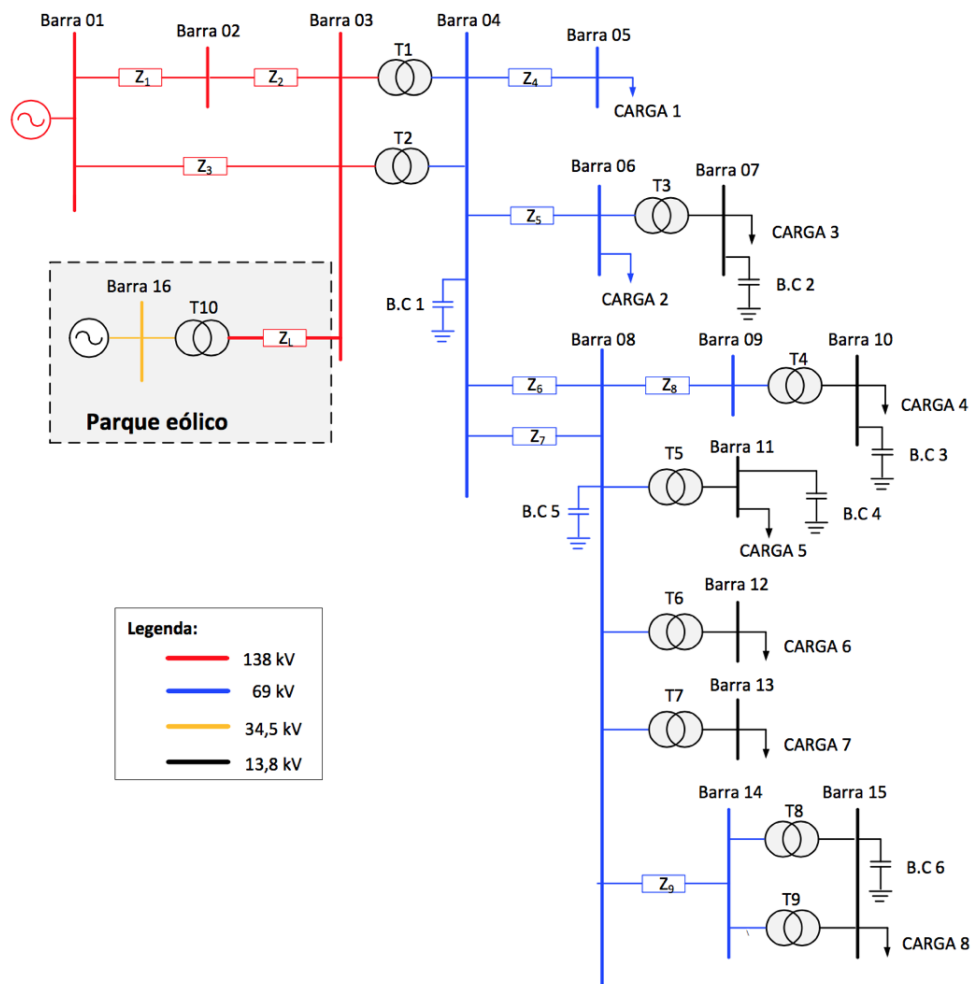 Barra 01
Barra 02
Barra 03
Barra 04
Barra 05
T1
Z1
Z2
Z4
CARGA 1
T2
Z3
Barra 06
Barra 07
T3
Z5
CARGA 3
CARGA 2
B.C 2
B.C 1
Barra 16
T10
ZL
Parque eólico
Barra 08
Barra 09
Barra 10
T4
Z6
Z8
CARGA 4
Z7
B.C 3
Barra 11
T5
B.C 5
B.C 4
CARGA 5
Barra 12
T6
CARGA 6
Barra 13
T7
CARGA 7
Legenda:
138 kV
69 kV
34,5 kV
13,8 kV
Barra 14
Barra 15
T8
B.C 6
Z9
T9
CARGA 8